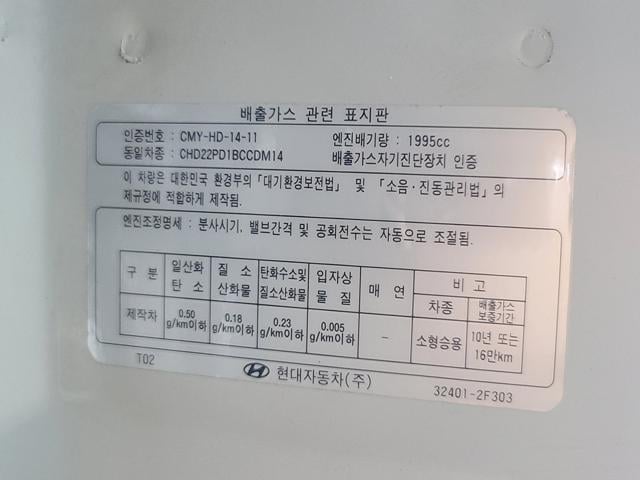 배출가스 관련 표지판
인증번호 : CMY-HD-14-11 엔진배기량 : 1995cc
동일차종 : CHD22PD1BCCDM14 배출가스자기진단장치 인증
이 차량은 대한민국 환경부의 「대기환경보전법」 및 「소음·진동관리법」의
제규정에 적합하게 제작됨.
엔진조정명세 : 분사시기, 밸브간격 및 공회전수는 자동으로 조절됨.
구 분 일산화 탄 소 질 소 산화물 탄화수소및 질소산화물 입자상 물 질 매 연 비 고
차종 배출가스 보증기간
제작차 0.50 g/km이하 0.18 g/km이하 0.23 g/km이하 0.005 g/km이하 - 소형승용 10년 또는 16만km
T02 현대자동차(주) 32401-2F303